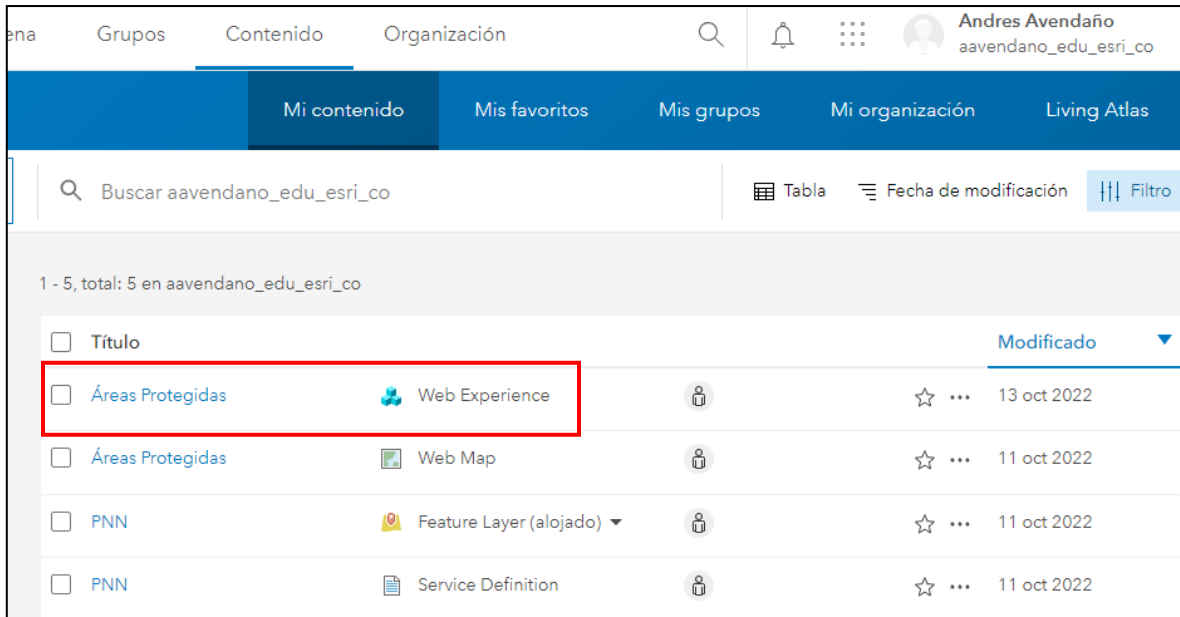 Grupos Contenido Organización Andres Avendaño
aavendano_edu_esri_co
Mi contenido Mis favoritos Mis grupos Mi organización Living Atlas
Buscar aavendano_edu_esri_co Tabla Fecha de modificación Filtro
1 - 5, total: 5 en aavendano_edu_esri_co
Título Modificado
Áreas Protegidas Web Experience 13 oct 2022
Áreas Protegidas Web Map 11 oct 2022
PNN Feature Layer (alojado) 11 oct 2022
PNN Service Definition 11 oct 2022